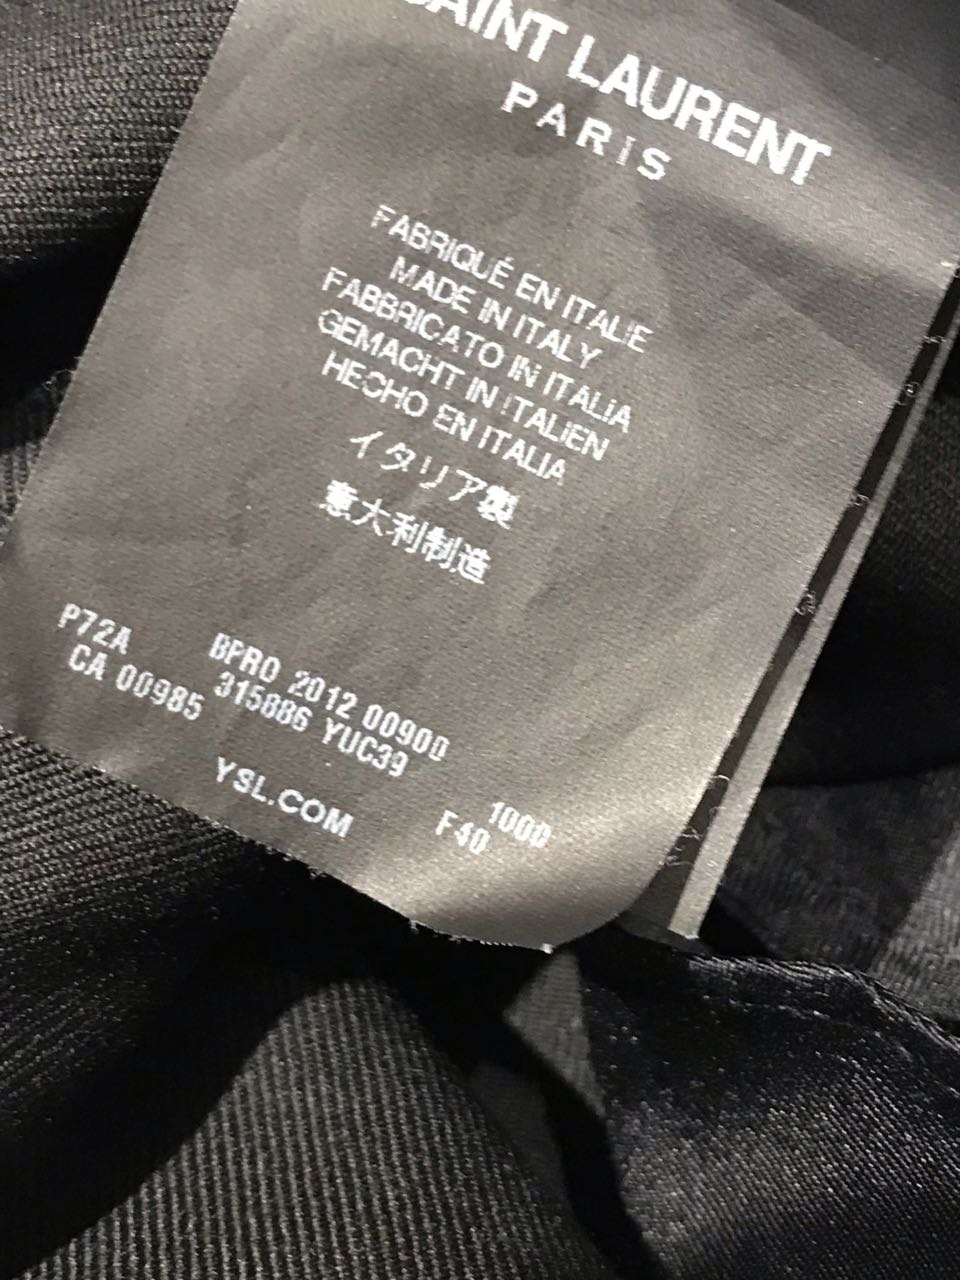 SAINT LAURENT
PARIS
FABRIQUÉ EN ITALIE
MADE IN ITALY
FABBRICATO IN ITALIA
GEMACHT IN ITALIEN
HECHO EN ITALIA
イタリア製
意大利制造
P72A BPRO 2012 00900
CA 00985 315886 YUC39
1000
YSL.COM F40